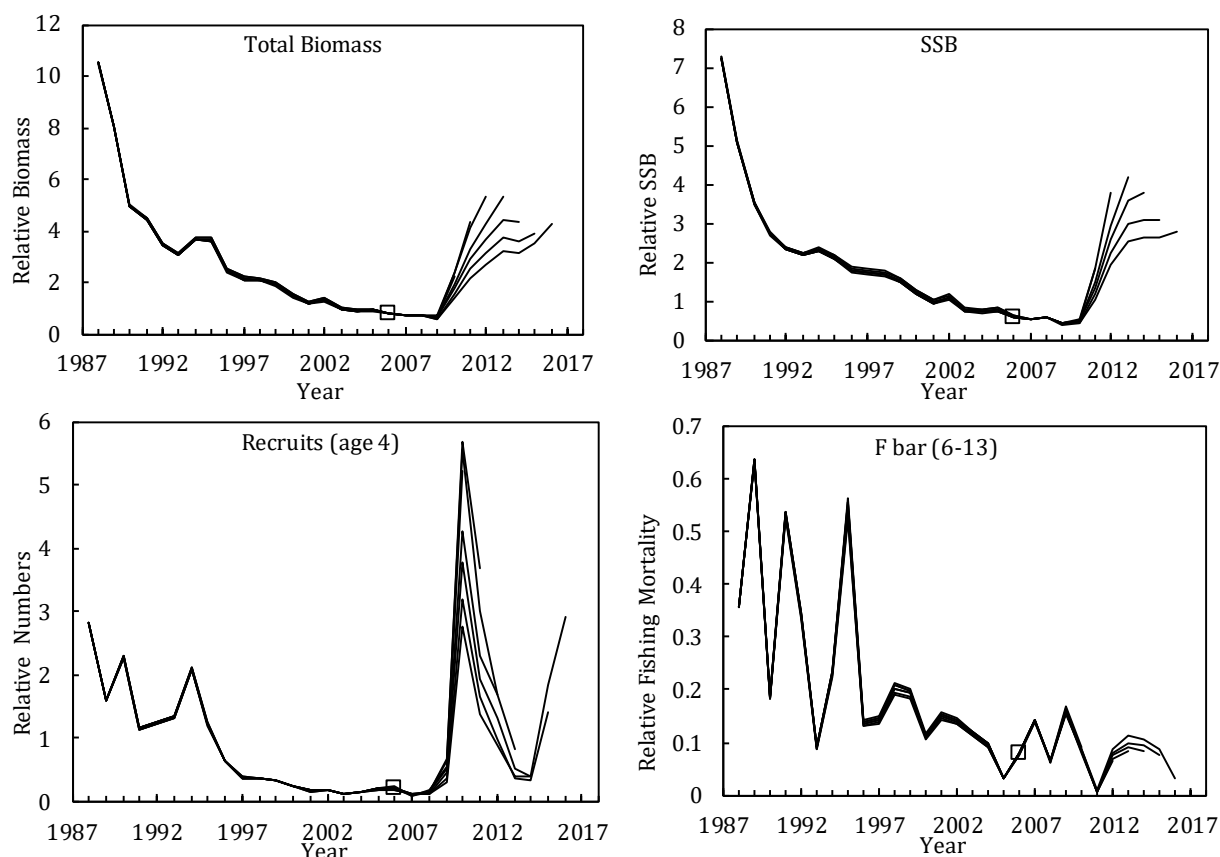 Total Biomass
12
10
8
6
4
2
0
Relative Biomass
1987 1992 1997 2002 2007 2012 2017
Year
SSB
8
7
6
5
4
3
2
1
0
Relative SSB
1987 1992 1997 2002 2007 2012 2017
Year
Recruits (age 4)
6
5
4
3
2
1
0
Relative Numbers
1987 1992 1997 2002 2007 2012 2017
Year
F bar (6-13)
0.7
0.6
0.5
0.4
0.3
0.2
0.1
0
Relative Fishing Mortality
1987 1992 1997 2002 2007 2012 2017
Year